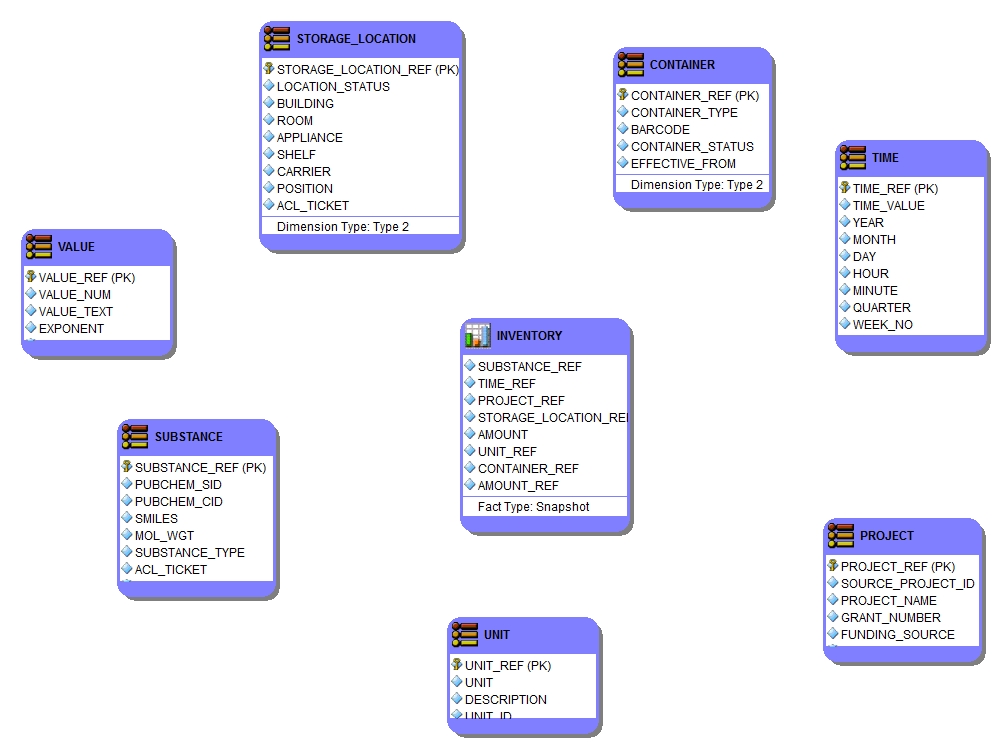 STORAGE_LOCATION
STORAGE_LOCATION_REF (PK)
LOCATION_STATUS
BUILDING
ROOM
APPLIANCE
SHELF
CARRIER
POSITION
ACL_TICKET
Dimension Type: Type 2
CONTAINER
CONTAINER_REF (PK)
CONTAINER_TYPE
BARCODE
CONTAINER_STATUS
EFFECTIVE_FROM
Dimension Type: Type 2
TIME
TIME_REF (PK)
TIME_VALUE
YEAR
MONTH
DAY
HOUR
MINUTE
QUARTER
WEEK_NO
VALUE
VALUE_REF (PK)
VALUE_NUM
VALUE_TEXT
EXPONENT
INVENTORY
SUBSTANCE_REF
TIME_REF
PROJECT_REF
STORAGE_LOCATION_REF
AMOUNT
UNIT_REF
CONTAINER_REF
AMOUNT_REF
Fact Type: Snapshot
SUBSTANCE
SUBSTANCE_REF (PK)
PUBCHEM_SID
PUBCHEM_CID
SMILES
MOL_WGT
SUBSTANCE_TYPE
ACL_TICKET
PROJECT
PROJECT_REF (PK)
SOURCE_PROJECT_ID
PROJECT_NAME
GRANT_NUMBER
FUNDING_SOURCE
UNIT
UNIT_REF (PK)
UNIT
DESCRIPTION
UNIT_ID